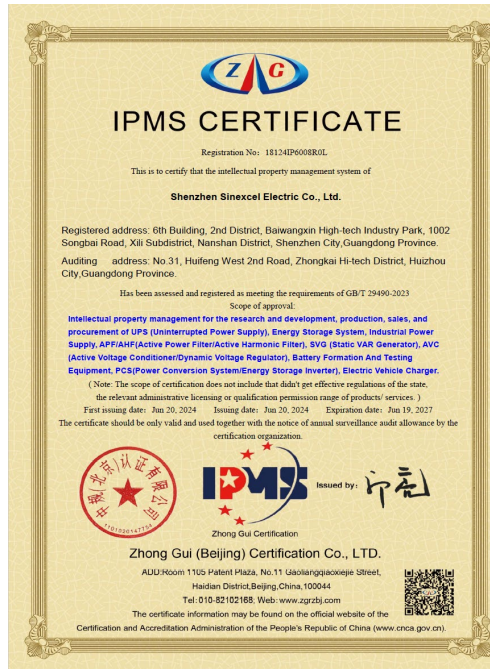 ZGC
IPMS CERTIFICATE
Registration No: 18124IP6008R0L
This is to certify that the intellectual property management system of
Shenzhen Sinexcel Electric Co., Ltd.
Registered address: 6th Building, 2nd District, Baiwangxin High-tech Industry Park, 1002
Songbai Road, Xili Subdistrict, Nanshan District, Shenzhen City,Guangdong Province.
Auditing address: No.31, Huifeng West 2nd Road, Zhongkai Hi-tech District, Huizhou
City,Guangdong Province.
Has been assessed and registered as meeting the requirements of GB/T 29490-2023
Scope of approval:
Intellectual property management for the research and development, production, sales, and
procurement of UPS (Uninterrupted Power Supply), Energy Storage System, Industrial Power
Supply, APF/AHF(Active Power Filter/Active Harmonic Filter), SVG (Static VAR Generator), AVC
(Active Voltage Conditioner/Dynamic Voltage Regulator), Battery Formation And Testing
Equipment, PCS(Power Conversion System/Energy Storage Inverter), Electric Vehicle Charger.
( Note: The scope of certification does not include that didn't get effective regulations of the state,
the relevant administrative licensing or qualification permission range of products/ services. )
First issuing date: Jun 20, 2024 Issuing date: Jun 20, 2024 Expiration date: Jun 19, 2027
The certificate should be only valid and used together with the notice of annual surveillance audit allowance by the
certification organization.
中规(北京)认证有限公司
1101020147754
IPMS
Issued by:
Zhong Gui Certification
Zhong Gui (Beijing) Certification Co., LTD.
ADD:Room 1105 Patent Plaza, No.11 Gaoliangqiaoxiejie Street,
Haidian District,Beijing,China,100044
Tel: 010-82102168; Web: www.zgrzbj.com
The certificate information may be found on the official website of the
Certification and Accreditation Administration of the People's Republic of China (www.cnca.gov.cn).